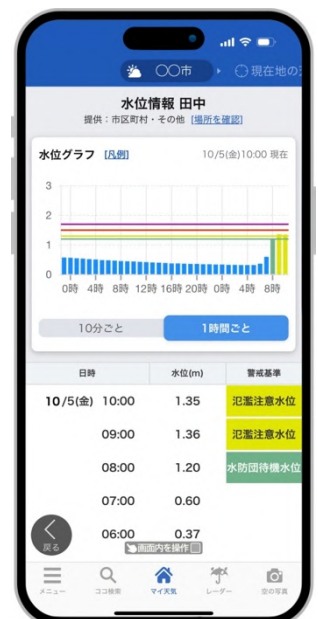 〇〇市
現在地の天
水位情報 田中
提供：市区町村・その他 [場所を確認]
水位グラフ [凡例] 10/5(金)10:00 現在
3
2
1
0
0時 4時 8時 12時 16時 20時 0時 4時 8時
10分ごと 1時間ごと
日時 水位(m) 警戒基準
10/5(金) 10:00 1.35 氾濫注意水位
09:00 1.36 氾濫注意水位
08:00 1.20 水防団待機水位
07:00 0.60
06:00 0.37
戻る
画面内を操作
メニュー ココ検索 マイ天気 レーダー 空の写真